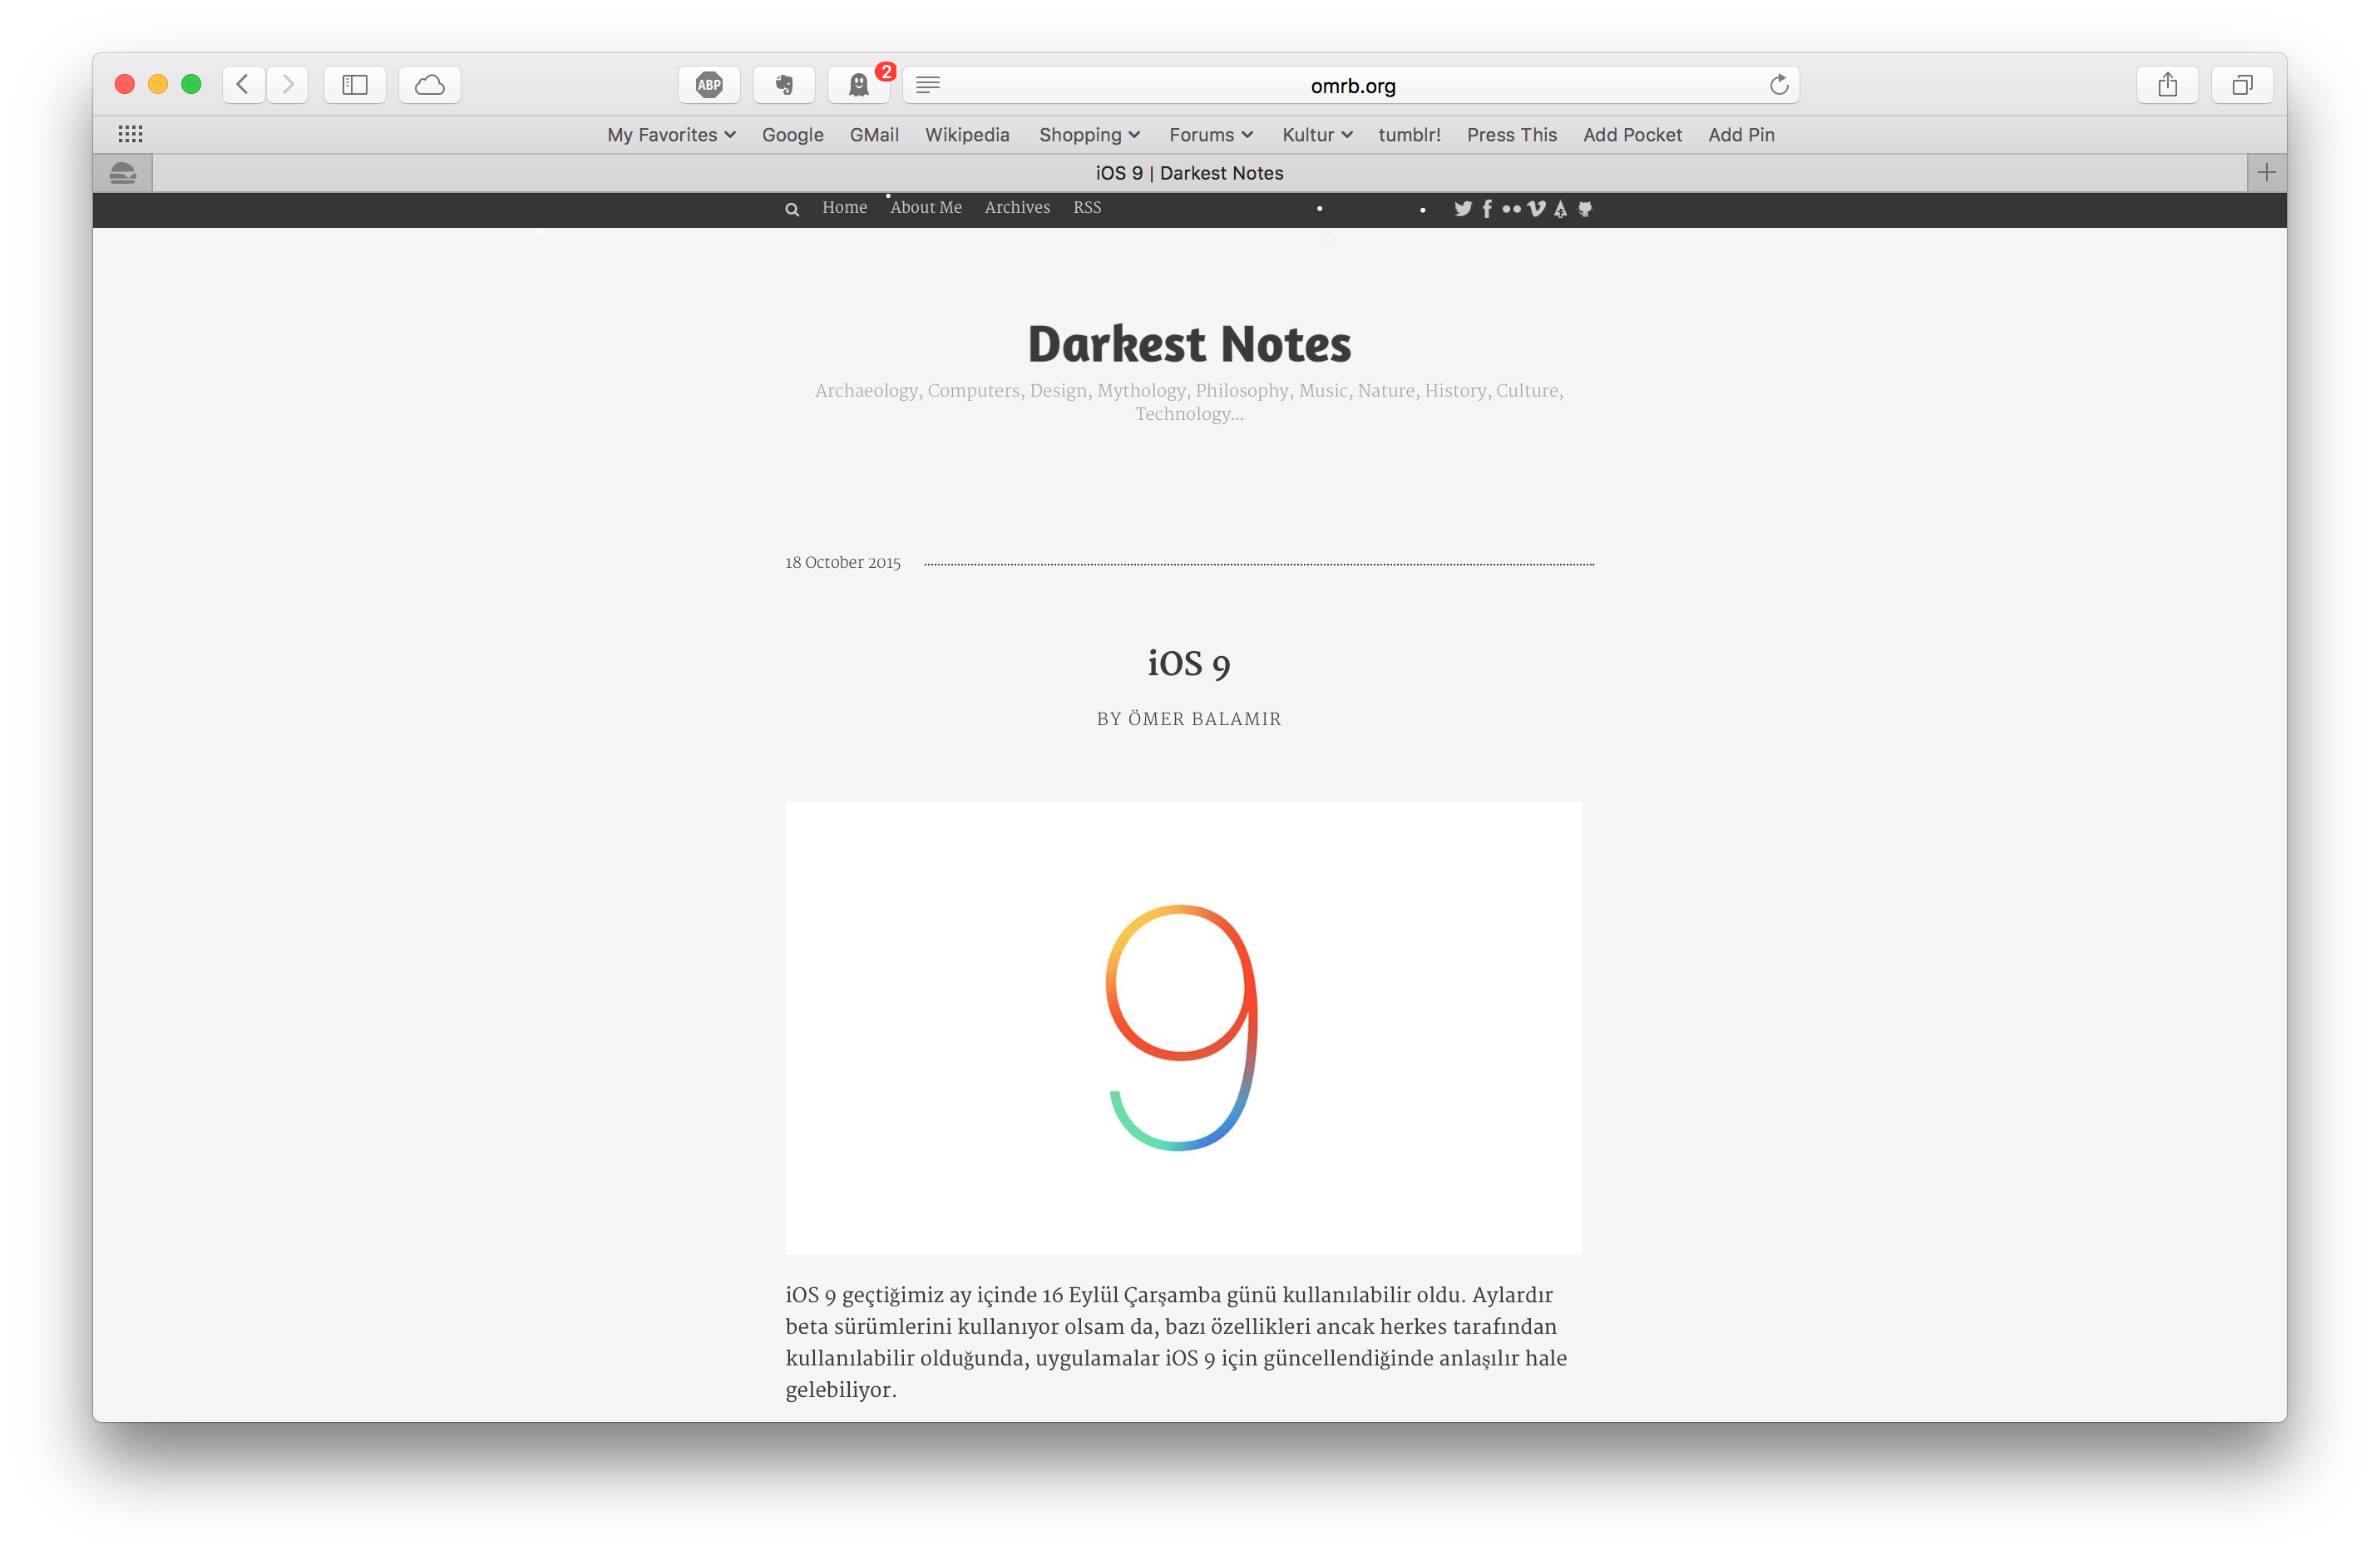 ABP
2
omrb.org
My Favorites Google GMail Wikipedia Shopping Forums Kultur tumblr! Press This Add Pocket Add Pin
iOS 9 | Darkest Notes
Home About Me Archives RSS
Darkest Notes
Archaeology, Computers, Design, Mythology, Philosophy, Music, Nature, History, Culture,
Technology...
18 October 2015
iOS 9
BY ÖMER BALAMIR
9
iOS 9 geçtiğimiz ay içinde 16 Eylül Çarşamba günü kullanılabilir oldu. Aylardır
beta sürümlerini kullanıyor olsam da, bazı özellikleri ancak herkes tarafından
kullanılabilir olduğunda, uygulamalar iOS 9 için güncellendiğinde anlaşılır hale
gelebiliyor.